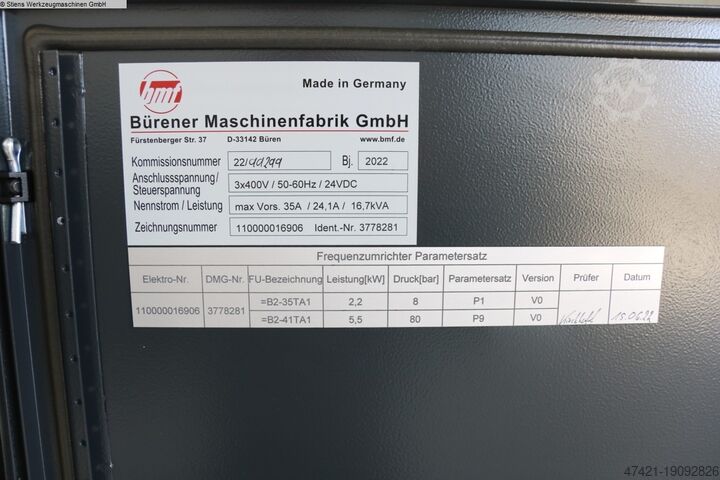 © Stiens Werkzeugmaschinen GmbH
bmf
Made in Germany
Bürener Maschinenfabrik GmbH
Fürstenberger Str. 37 D-33142 Büren www.bmf.de
Kommissionsnummer 22/40299 Bj. 2022
Anschlussspannung/
Steuerspannung 3x400V / 50-60Hz / 24VDC
Nennstrom / Leistung max Vors. 35A / 24,1A / 16,7kVA
Zeichnungsnummer 110000016906 Ident.-Nr. 3778281
Frequenzumrichter Parametersatz
Elektro-Nr. DMG-Nr. FU-Bezeichnung Leistung[kW] Druck[bar] Parametersatz Version Prüfer Datum
110000016906 3778281 =B2-35TA1 2,2 8 P1 V0 15.06.22
=B2-41TA1 5,5 80 P9 V0
47421-19092826